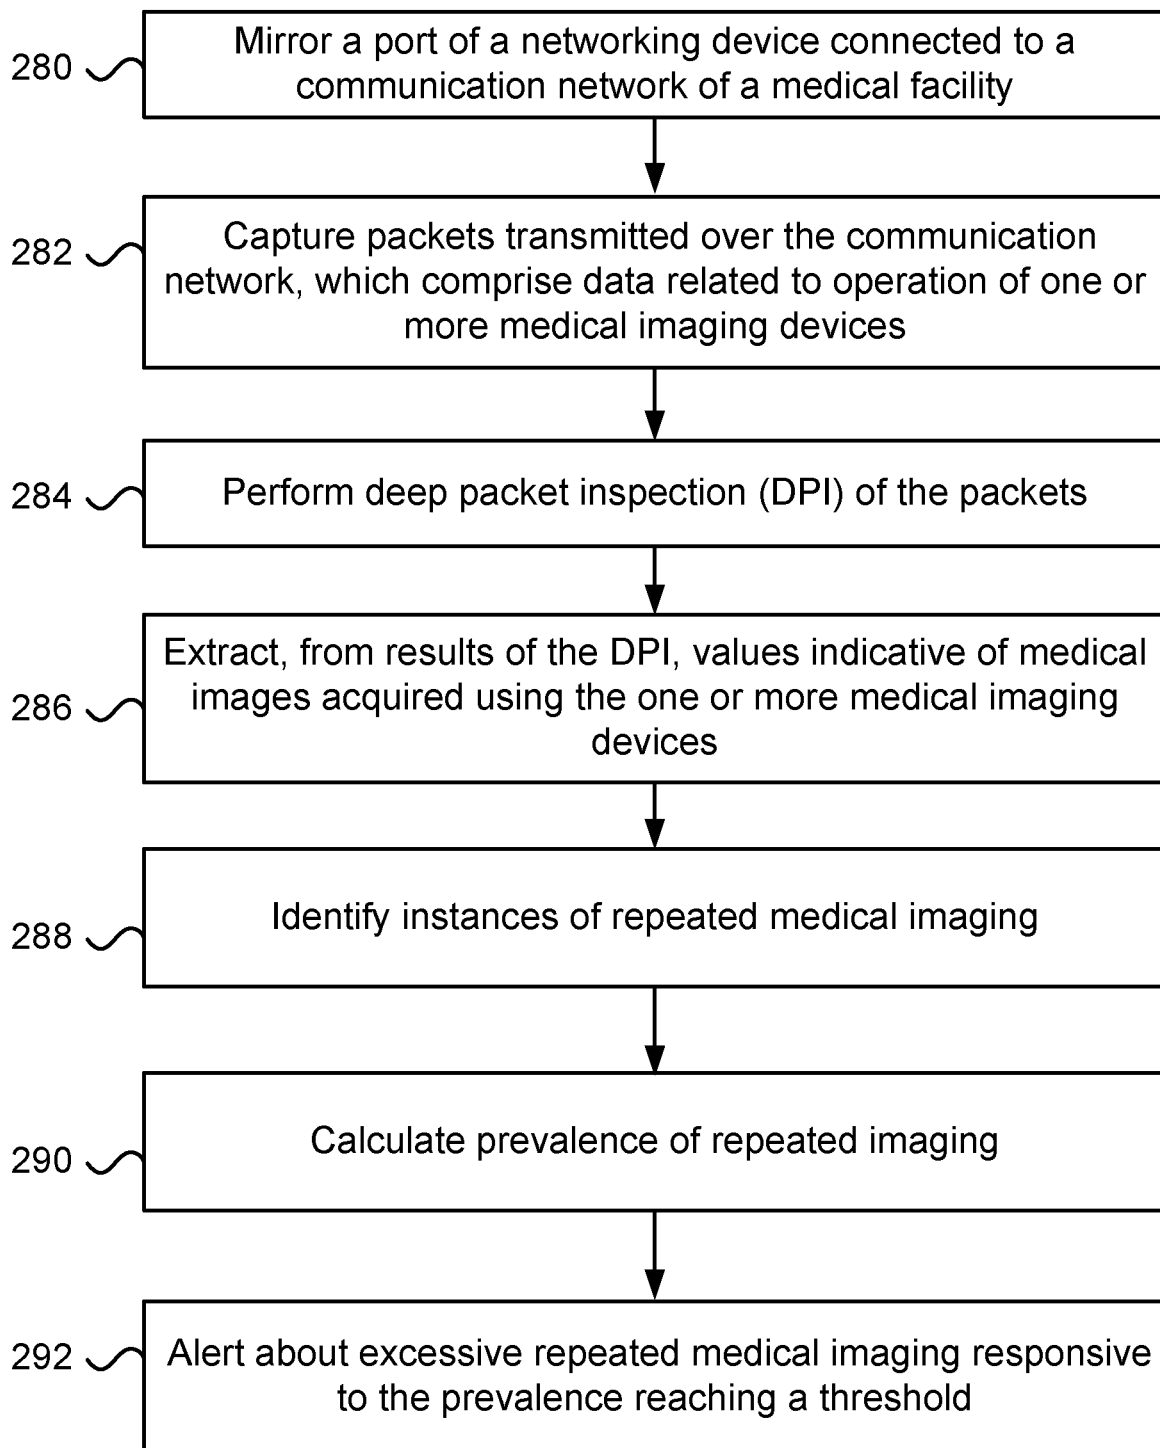 280
Mirror a port of a networking device connected to a
communication network of a medical facility
282
Capture packets transmitted over the communication
network, which comprise data related to operation of one or
more medical imaging devices
284
Perform deep packet inspection (DPI) of the packets
286
Extract, from results of the DPI, values indicative of medical
images acquired using the one or more medical imaging
devices
288
Identify instances of repeated medical imaging
290
Calculate prevalence of repeated imaging
292
Alert about excessive repeated medical imaging responsive
to the prevalence reaching a threshold